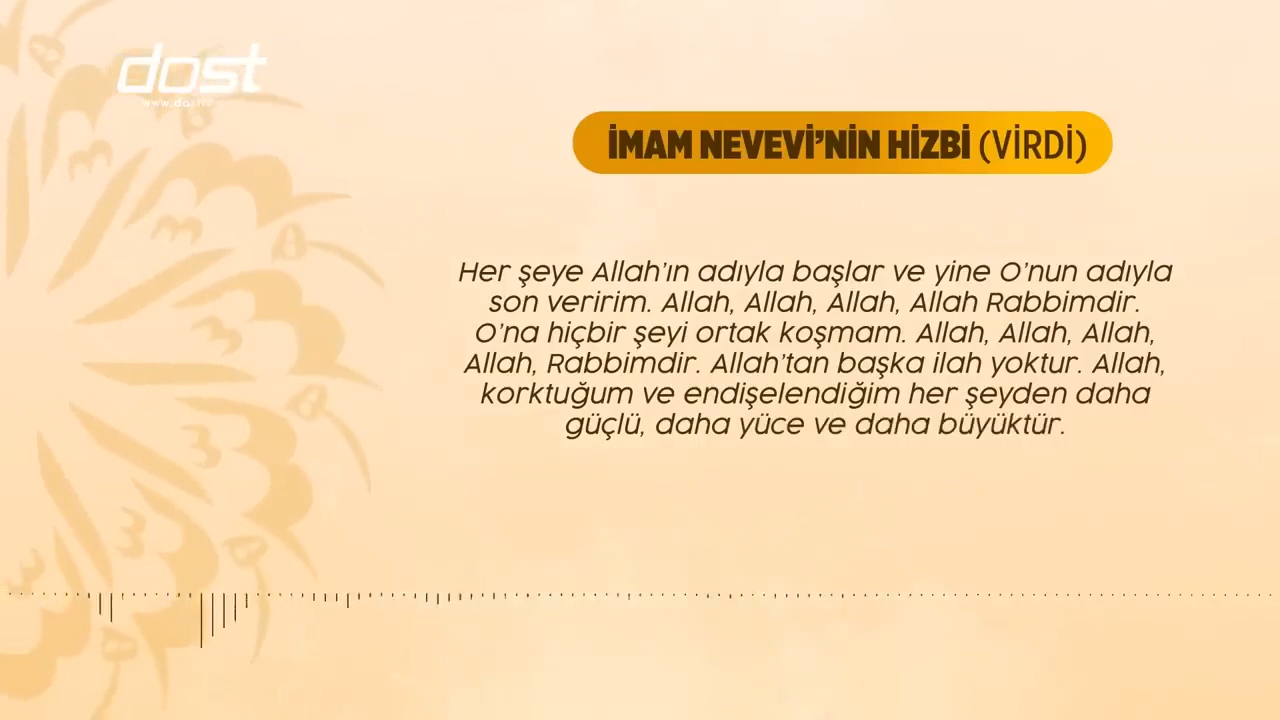 dost
İMAM NEVEVİ’NİN HİZBİ (VİRDİ)
Her şeye Allah’ın adıyla başlar ve yine O’nun adıyla
son veririm. Allah, Allah, Allah, Allah Rabbimdir.
O’na hiçbir şeyi ortak koşmam. Allah, Allah, Allah,
Allah, Rabbimdir. Allah’tan başka ilah yoktur. Allah,
korktuğum ve endişelendiğim her şeyden daha
güçlü, daha yüce ve daha büyüktür.